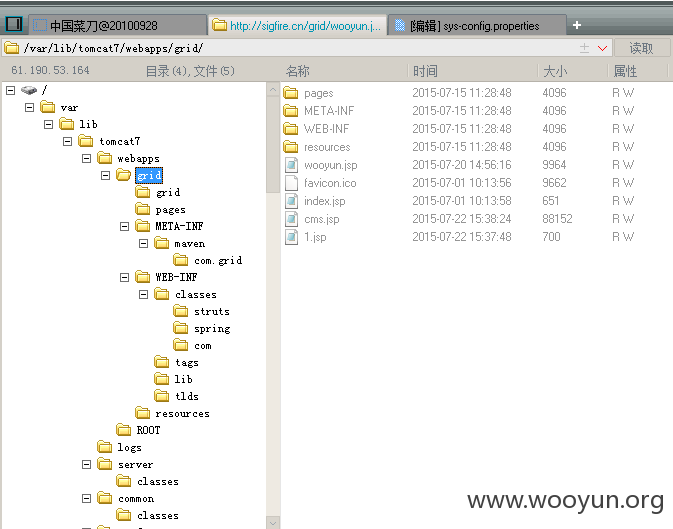 中国菜刀@20100928
http://sigfire.cn/grid/wooyun.j...
[编辑] sys-config.properties
/var/lib/tomcat7/webapps/grid/
读取
61.190.53.164
目录(4),文件(5)
名称 时间 大小 属性
/
var
lib
tomcat7
webapps
grid
grid
pages
META-INF
maven
com.grid
WEB-INF
classes
struts
spring
com
tags
lib
tlds
resources
ROOT
logs
server
classes
common
classes
pages 2015-07-15 11:28:48 4096 R W
META-INF 2015-07-15 11:28:48 4096 R W
WEB-INF 2015-07-15 11:28:48 4096 R W
resources 2015-07-15 11:28:48 4096 R W
wooyun.jsp 2015-07-20 14:56:16 9964 R W
favicon.ico 2015-07-01 10:13:56 9662 R W
index.jsp 2015-07-01 10:13:58 651 R W
cms.jsp 2015-07-22 15:38:24 88152 R W
1.jsp 2015-07-22 15:37:48 700 R W
www.wooyun.org